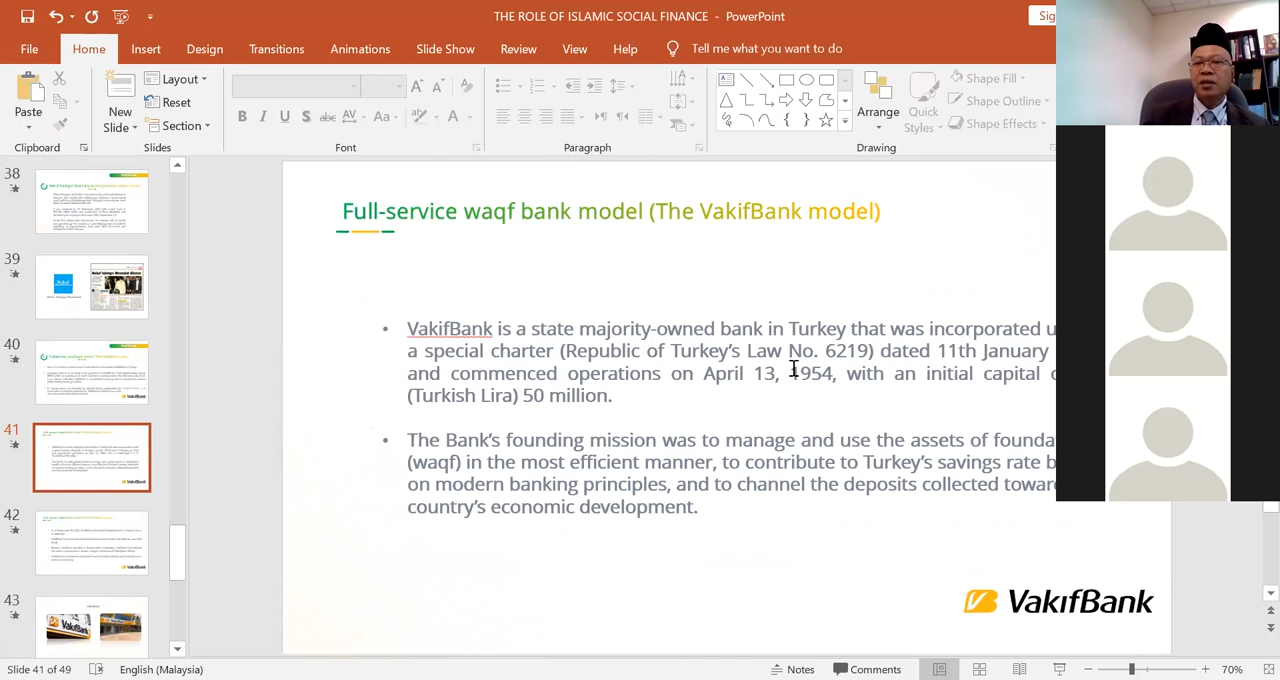 THE ROLE OF ISLAMIC SOCIAL FINANCE - PowerPoint
Sig
File Home Insert Design Transitions Animations Slide Show Review View Help Tell me what you want to do
Paste
Clipboard
New
Slide
Layout
Reset
Section
Slides
B I U S abc AV Aa A
Font
Paragraph
Arrange
Quick
Styles
Shape Fill
Shape Outline
Shape Effects
Drawing
38
39
40
41
42
43
Full-service waqf bank model (The VakifBank model)
• VakifBank is a state majority-owned bank in Turkey that was incorporated u
a special charter (Republic of Turkey's Law No. 6219) dated 11th January
and commenced operations on April 13, 1954, with an initial capital o
(Turkish Lira) 50 million.
• The Bank's founding mission was to manage and use the assets of founda
(waqf) in the most efficient manner, to contribute to Turkey's savings rate b
on modern banking principles, and to channel the deposits collected towar
country's economic development.
VakıfBank
Slide 41 of 49 English (Malaysia) Notes Comments 70%